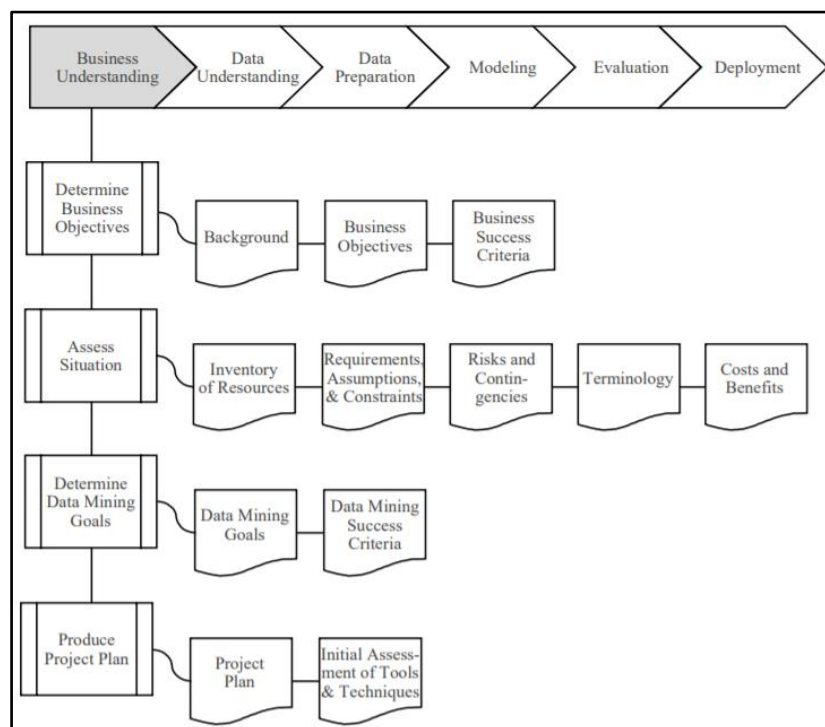 Business
Understanding
Data
Understanding
Data
Preparation
Modeling
Evaluation
Deployment
Determine
Business
Objectives
Background
Business
Objectives
Business
Success
Criteria
Assess
Situation
Inventory
of Resources
Requirements,
Assumptions,
& Constraints
Risks and
Contin-
gencies
Terminology
Costs and
Benefits
Determine
Data Mining
Goals
Data Mining
Goals
Data Mining
Success
Criteria
Produce
Project Plan
Project
Plan
Initial Assess-
ment of Tools
& Techniques